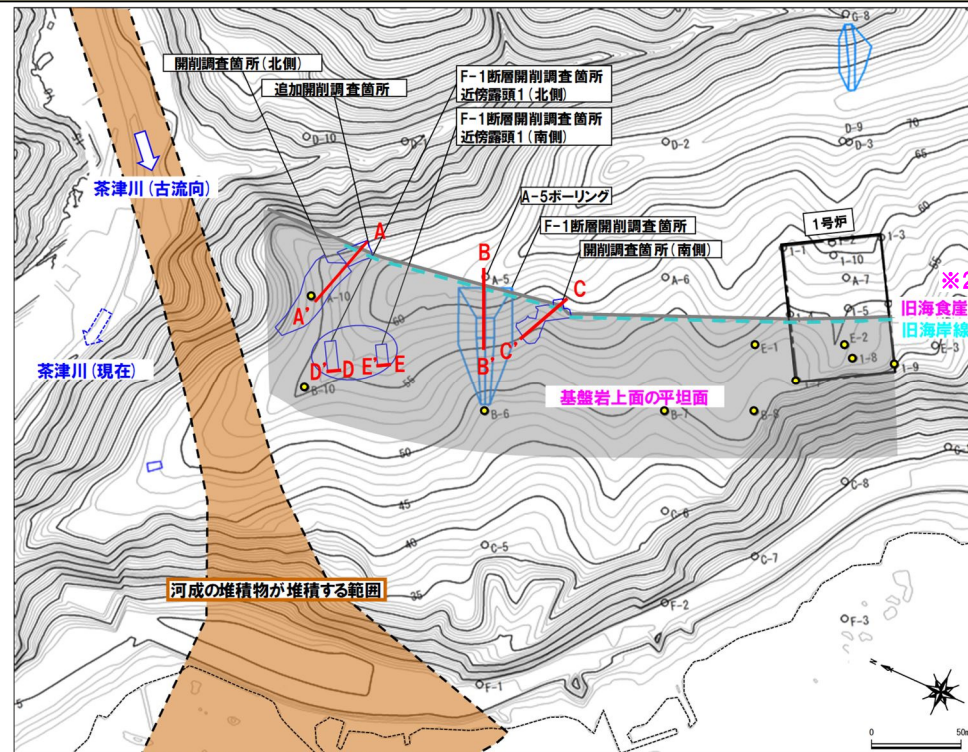 G-8
開削調査箇所(北側)
追加開削調査箇所
F-1断層開削調査箇所
近傍露頭1(北側)
F-1断層開削調査箇所
近傍露頭1(南側)
D-10
D-1
D-2
D-9
D-3
70
65
60
茶津川(古流向)
A-5ボーリング
F-1断層開削調査箇所
開削調査箇所(南側)
1号炉
A
B
C
A-5
A-6
1-1
1-2
1-3
1-10
A-7
55
※2
旧海食崖
旧海岸線
A'
A-10
60
1-5
E-1
E-2
1-8
E-3
1-9
1-7
茶津川(現在)
D'
D
E'
E
B'
C'
B-10
55
基盤岩上面の平坦面
B-6
B-7
B-8
50
45
40
35
C-5
C-6
C-7
C-8
河成の堆積物が堆積する範囲
F-1
F-2
F-3
5
0
50m